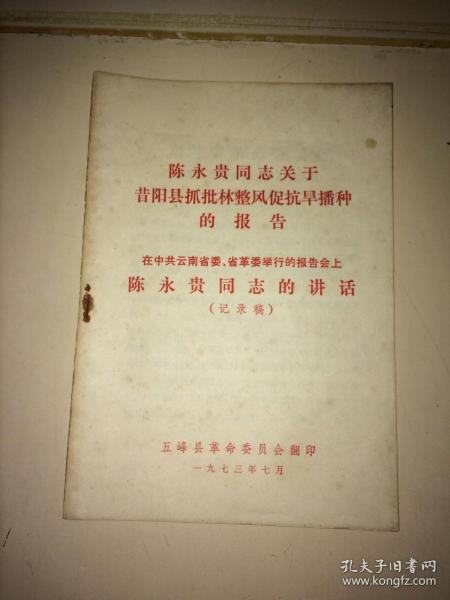 陈永贵同志关于
昔阳县抓批林整风促抗旱播种
的报告
在中共云南省委、省革委举行的报告会上
陈永贵同志的讲话
（记录稿）
五峰县革命委员会翻印
一九七三年七月
孔夫子旧书网
www.kongfz.com